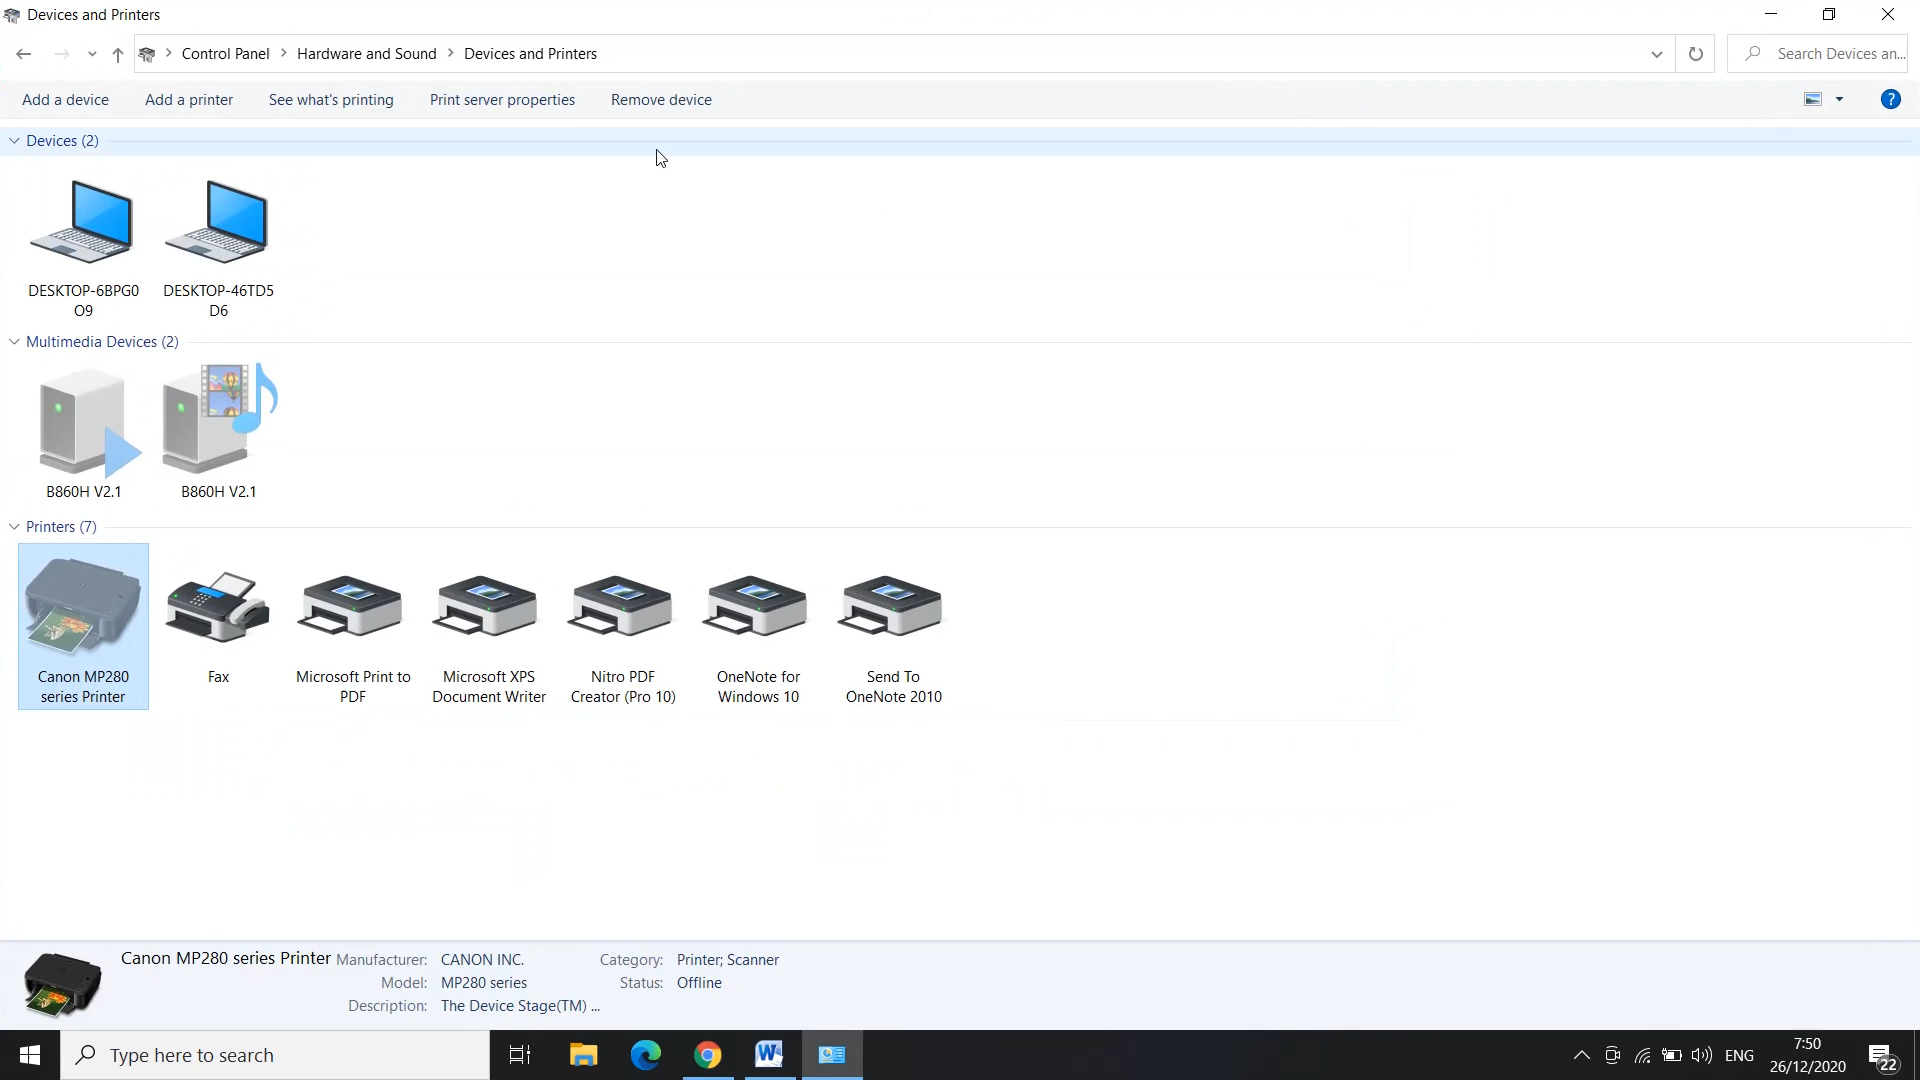 Devices and Printers
Control Panel > Hardware and Sound > Devices and Printers
Search Devices an...
Add a device Add a printer See what's printing Print server properties Remove device
?
Devices (2)
DESKTOP-6BPG0
O9
DESKTOP-46TD5
D6
Multimedia Devices (2)
B860H V2.1
B860H V2.1
Printers (7)
Canon MP280
series Printer
Fax
Microsoft Print to
PDF
Microsoft XPS
Document Writer
Nitro PDF
Creator (Pro 10)
OneNote for
Windows 10
Send To
OneNote 2010
Canon MP280 series Printer
Manufacturer: CANON INC.
Model: MP280 series
Description: The Device Stage(TM) ...
Category: Printer; Scanner
Status: Offline
Type here to search
W
ENG
7:50
26/12/2020
22